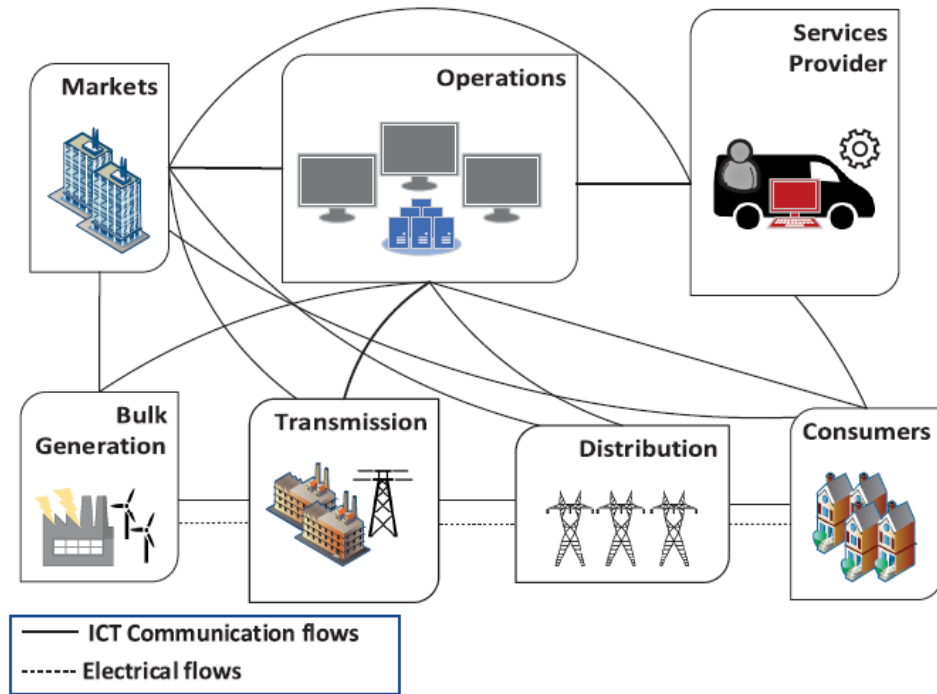 Markets
Operations
Services
Provider
Bulk
Generation
Transmission
Distribution
Consumers
ICT Communication flows
Electrical flows